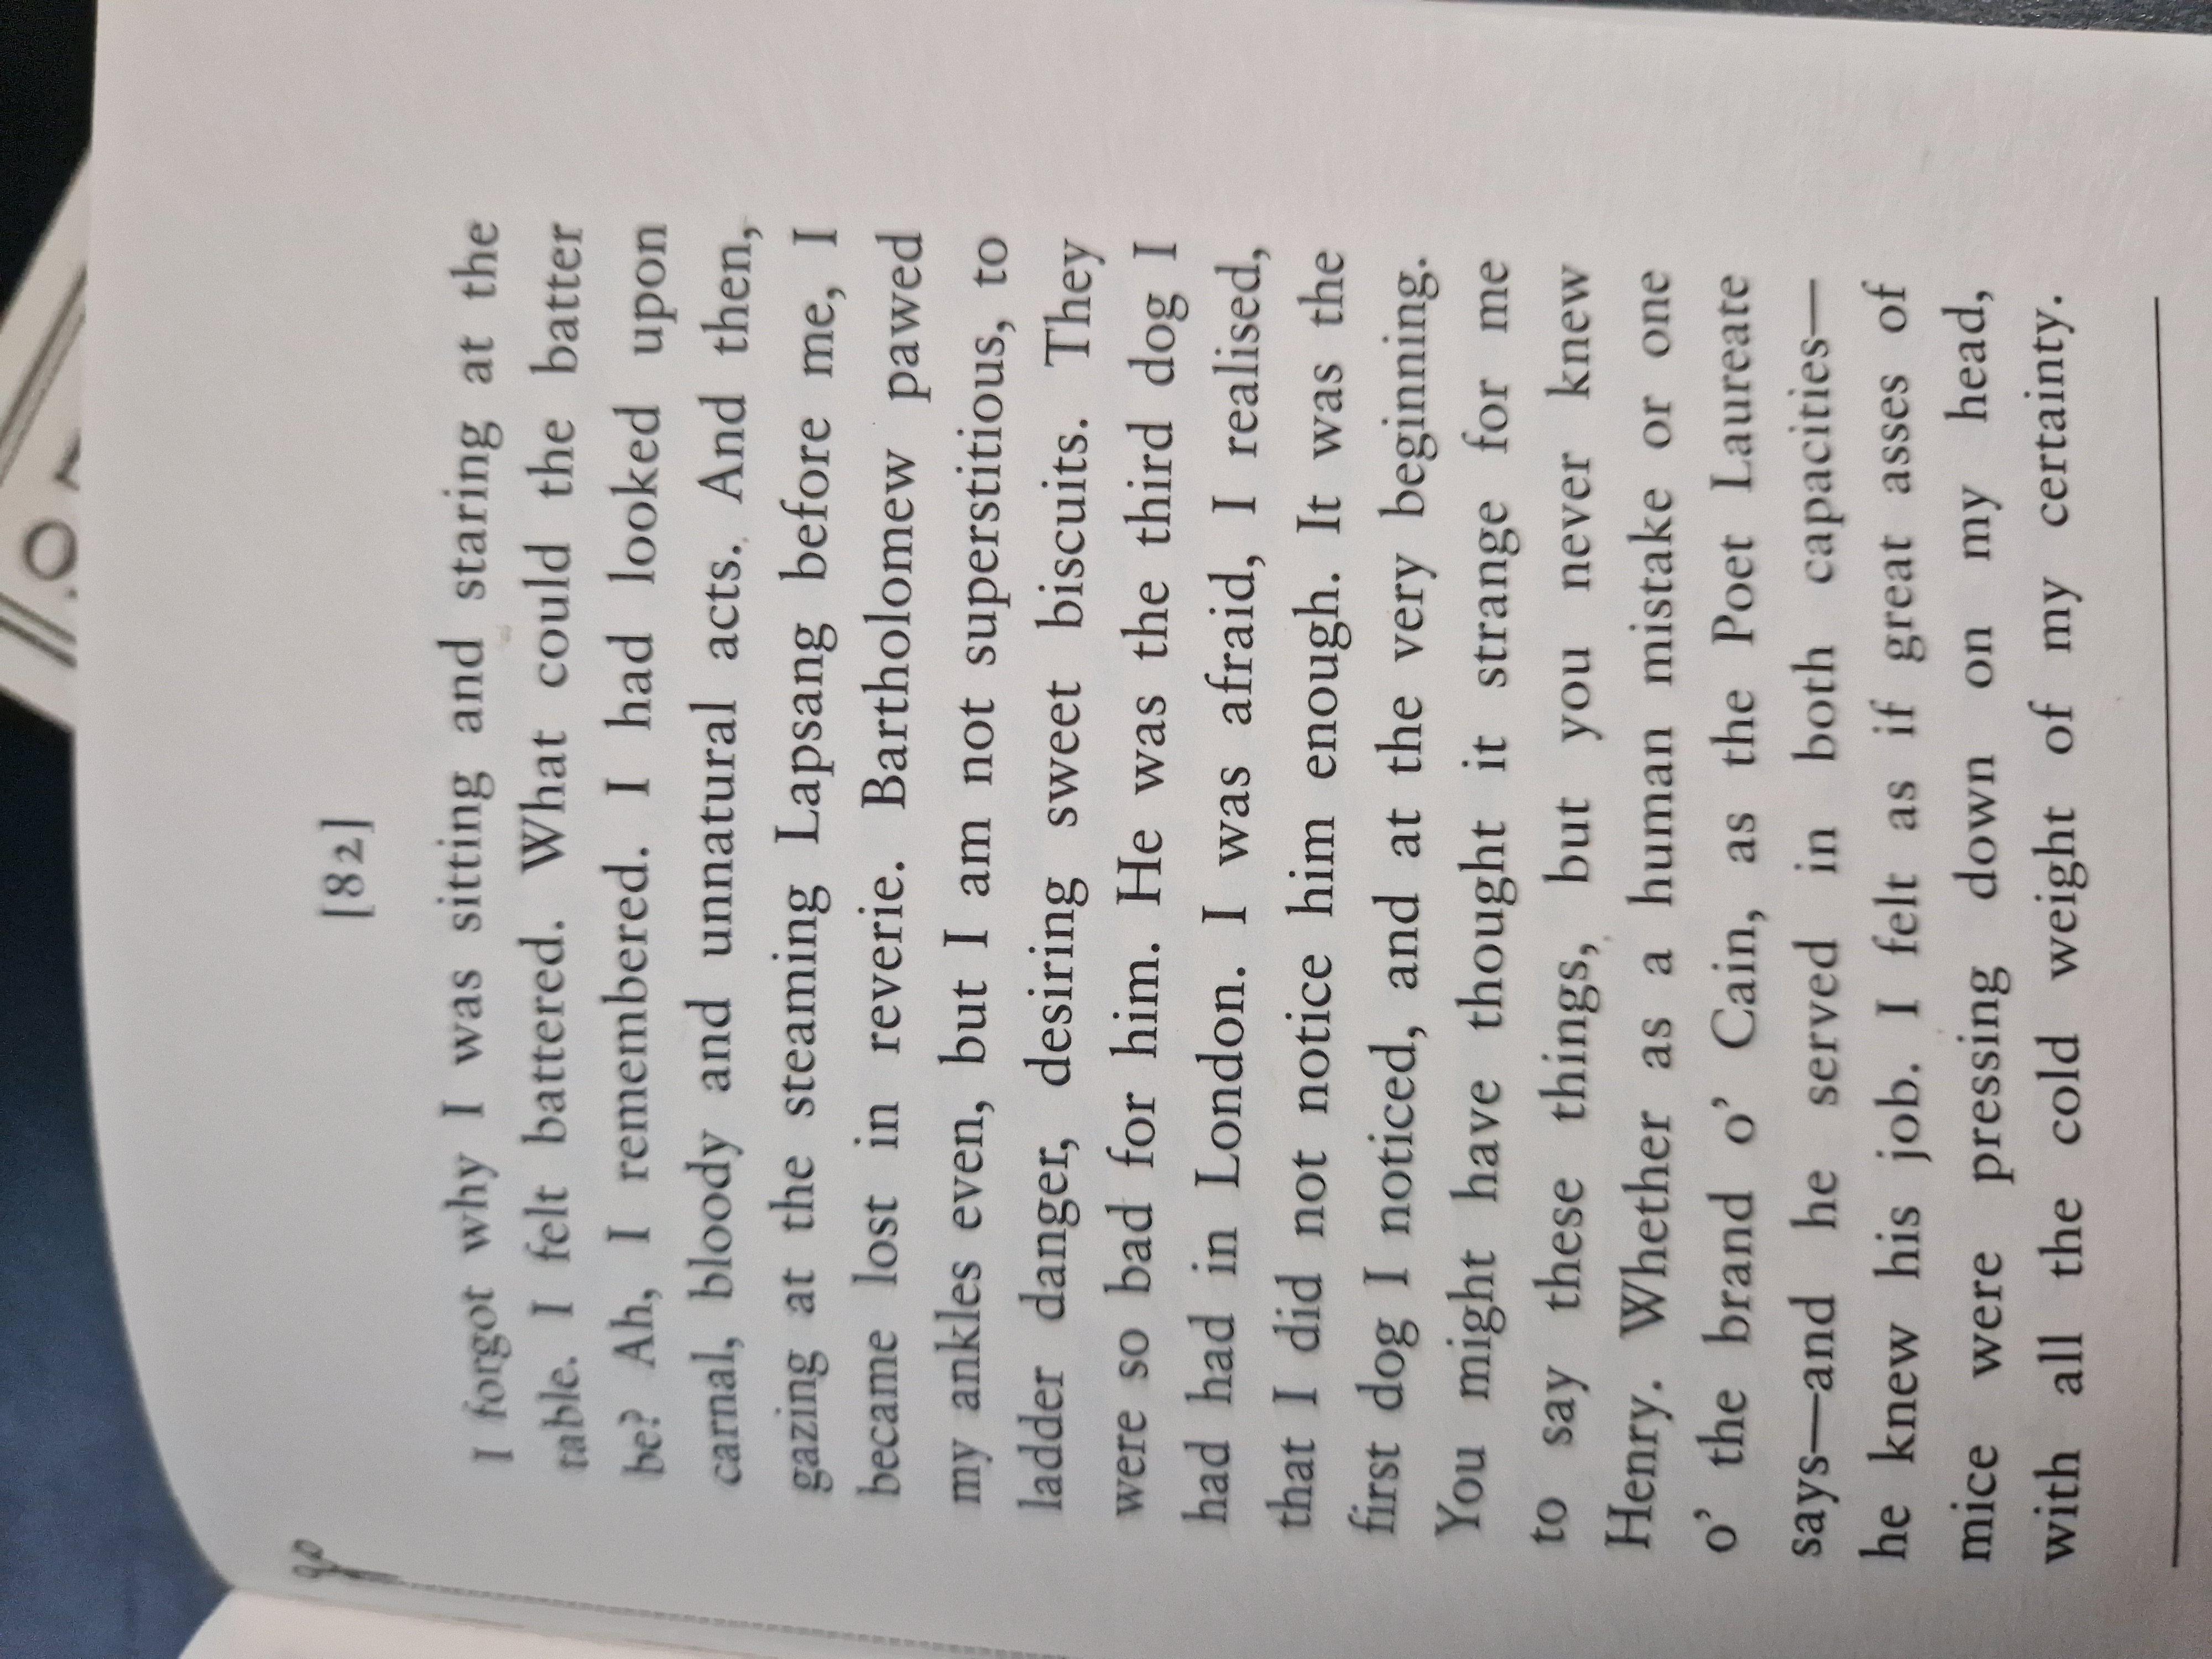 [82]
I forgot why I was sitting and staring at the
table. I felt battered. What could the batter
be? Ah, I remembered. I had looked upon
carnal, bloody and unnatural acts. And then,
gazing at the steaming Lapsang before me, I
became lost in reverie. Bartholomew pawed
my ankles even, but I am not superstitious, to
ladder danger, desiring sweet biscuits. They
were so bad for him. He was the third dog I
had had in London. I was afraid, I realised,
that I did not notice him enough. It was the
first dog I noticed, and at the very beginning.
You might have thought it strange for me
to say these things, but you never knew
Henry. Whether as a human mistake or one
o’ the brand o’ Cain, as the Poet Laureate
says—and he served in both capacities—
he knew his job. I felt as if great asses of
mice were pressing down on my head,
with all the cold weight of my certainty.